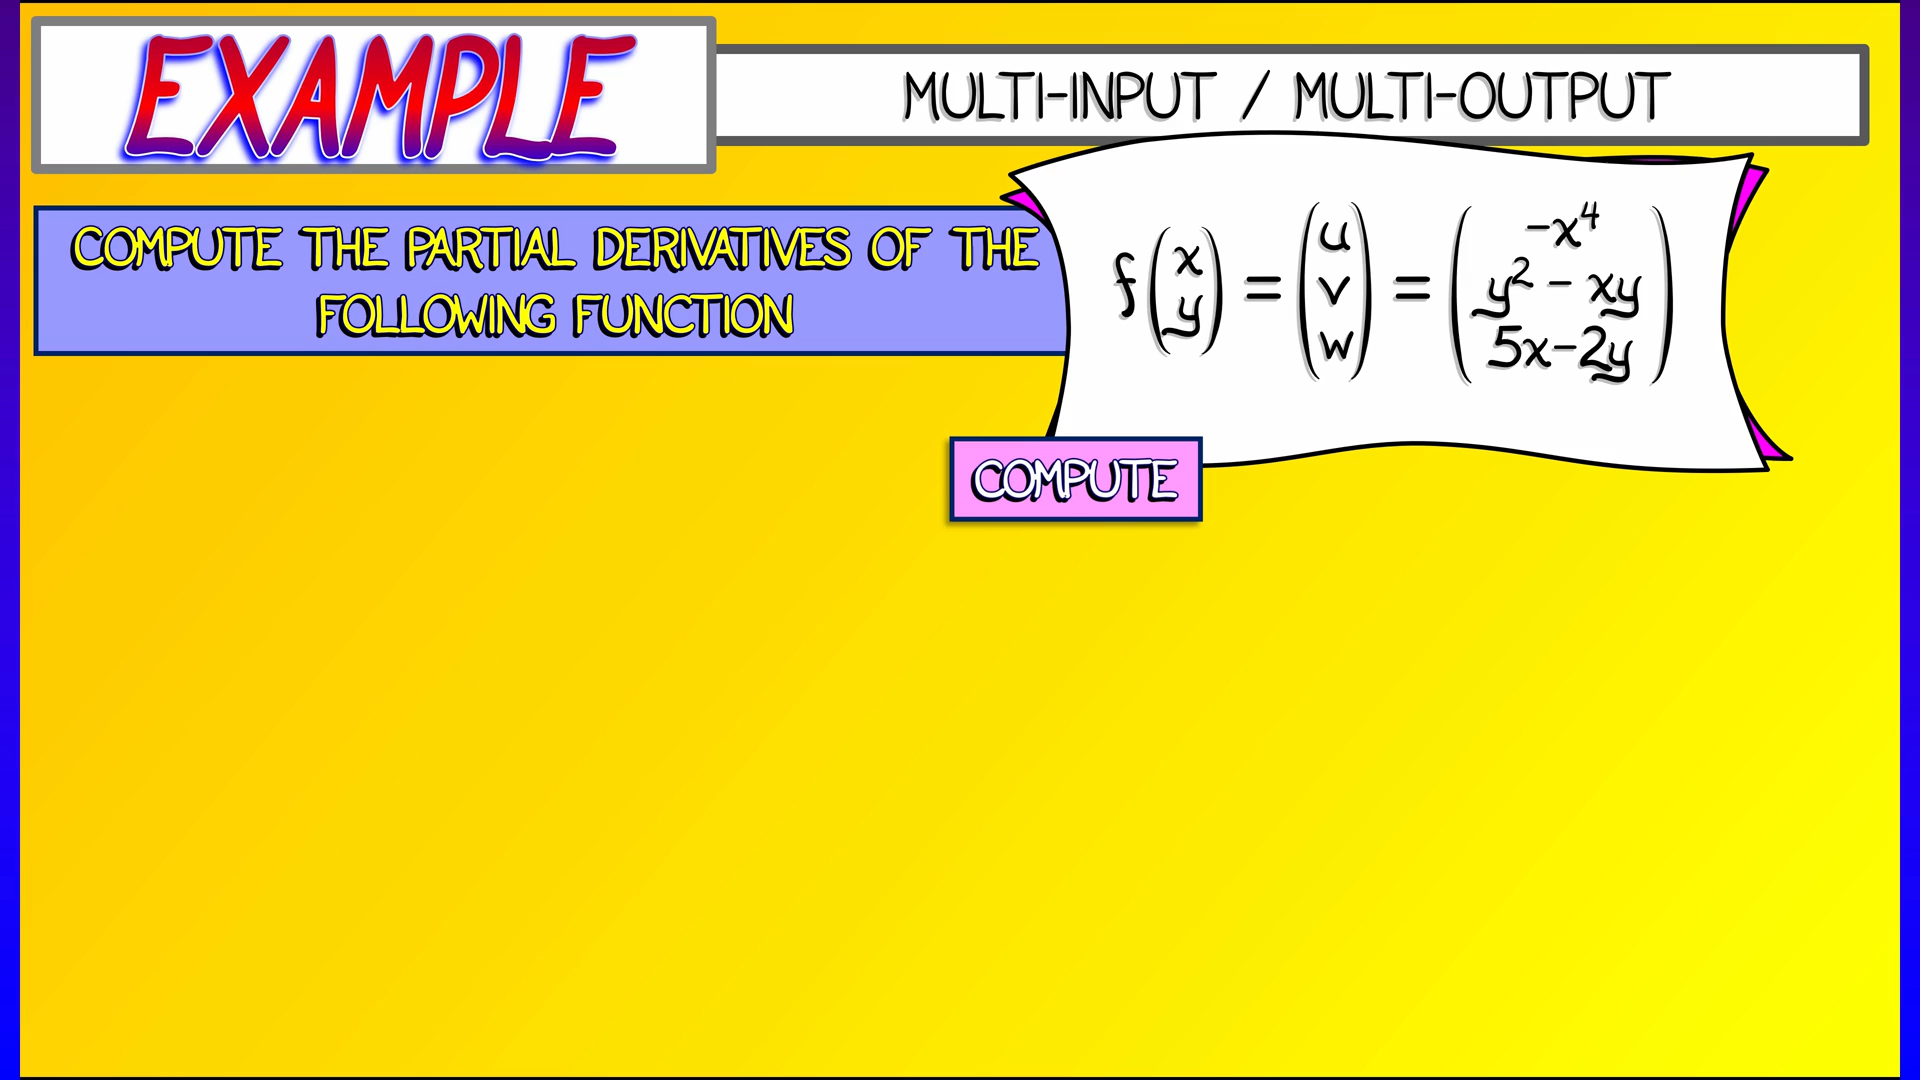 EXAMPLE
MULTI-INPUT / MULTI-OUTPUT
COMPUTE THE PARTIAL DERIVATIVES OF THE
FOLLOWING FUNCTION
f(x y) = (u v w) = (-x⁴ y² - xy 5x-2y)
COMPUTE